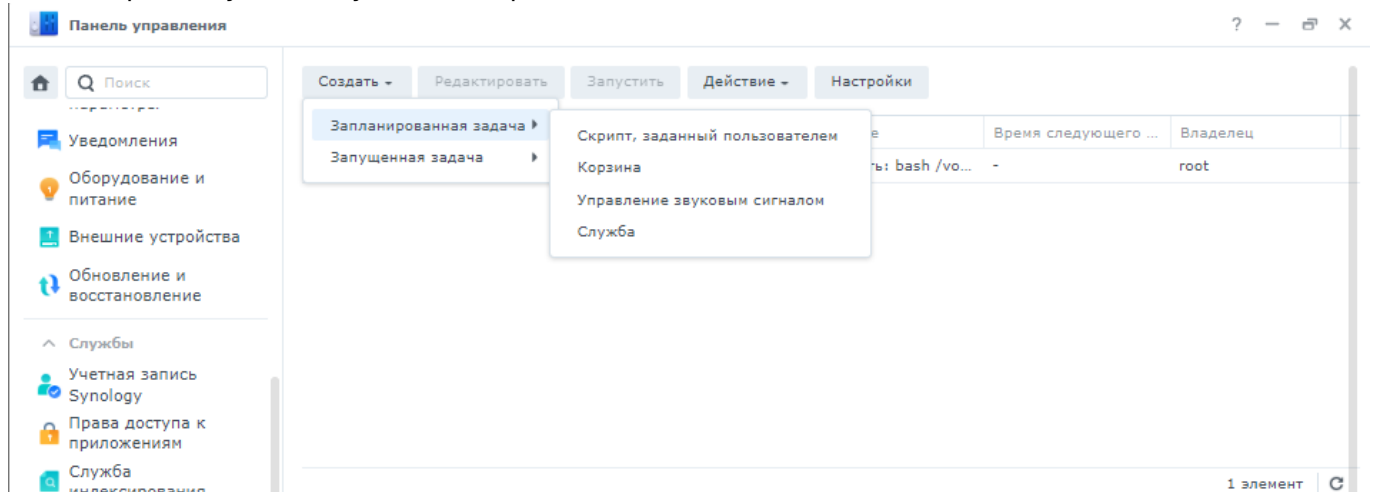 Панель управления
?
Поиск
Создать
Редактировать
Запустить
Действие
Настройки
Запланированная задача
Запущенная задача
Скрипт, заданный пользователем
Корзина
Управление звуковым сигналом
Служба
Время следующего ...
Владелец
bash /vo...
-
root
Уведомления
Оборудование и
питание
Внешние устройства
Обновление и
восстановление
Службы
Учетная запись
Synology
Права доступа к
приложениям
Служба
1 элемент